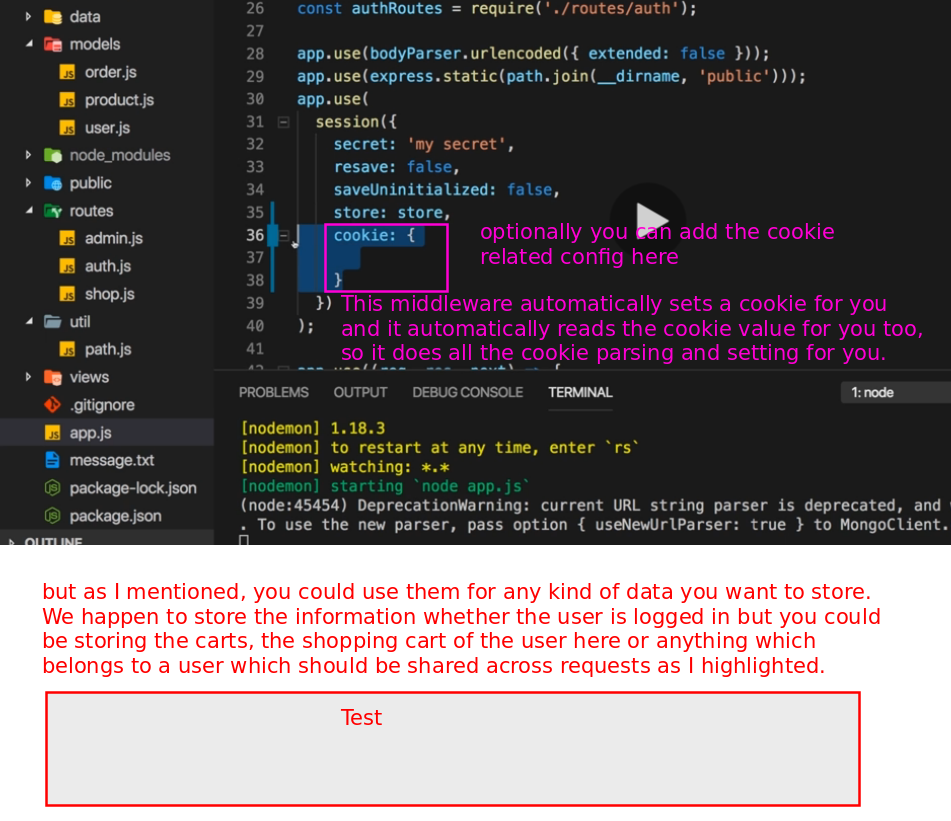 data
models
order.js
product.js
user.js
node_modules
public
routes
admin.js
auth.js
shop.js
util
path.js
views
.gitignore
app.js
message.txt
package-lock.json
package.json
OUTLINE
26 const authRoutes = require('./routes/auth');
27
28 app.use(bodyParser.urlencoded({ extended: false }));
29 app.use(express.static(path.join(__dirname, 'public')));
30 app.use(
31 session({
32 secret: 'my secret',
33 resave: false,
34 saveUninitialized: false,
35 store: store,
36 cookie: {
37
38 }
39 })
40 );
41
optionally you can add the cookie
related config here
This middleware automatically sets a cookie for you
and it automatically reads the cookie value for you too,
so it does all the cookie parsing and setting for you.
PROBLEMS OUTPUT DEBUG CONSOLE TERMINAL 1: node
[nodemon] 1.18.3
[nodemon] to restart at any time, enter `rs`
[nodemon] watching: *.*
[nodemon] starting `node app.js`
(node:45454) DeprecationWarning: current URL string parser is deprecated, and
. To use the new parser, pass option { useNewUrlParser: true } to MongoClient.
but as I mentioned, you could use them for any kind of data you want to store.
We happen to store the information whether the user is logged in but you could
be storing the carts, the shopping cart of the user here or anything which
belongs to a user which should be shared across requests as I highlighted.
Test